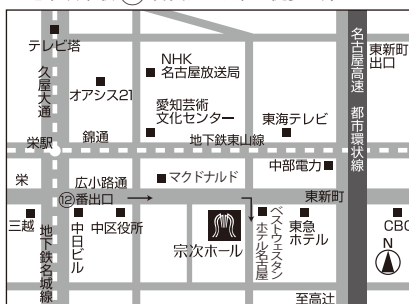 テレビ塔
久屋大通
NHK
名古屋放送局
オアシス21
愛知芸術
文化センター
東海テレビ
名古屋高速 都市環状線
東新町
出口
錦通
栄駅
地下鉄東山線
中部電力
栄
広小路通
マクドナルド
東新町
⑫番出口
三越
地下鉄名城線
中日ビル
中区役所
宗次ホール
ベストウェスタン
ホテル名古屋
東急
ホテル
CBC
N
至高辻